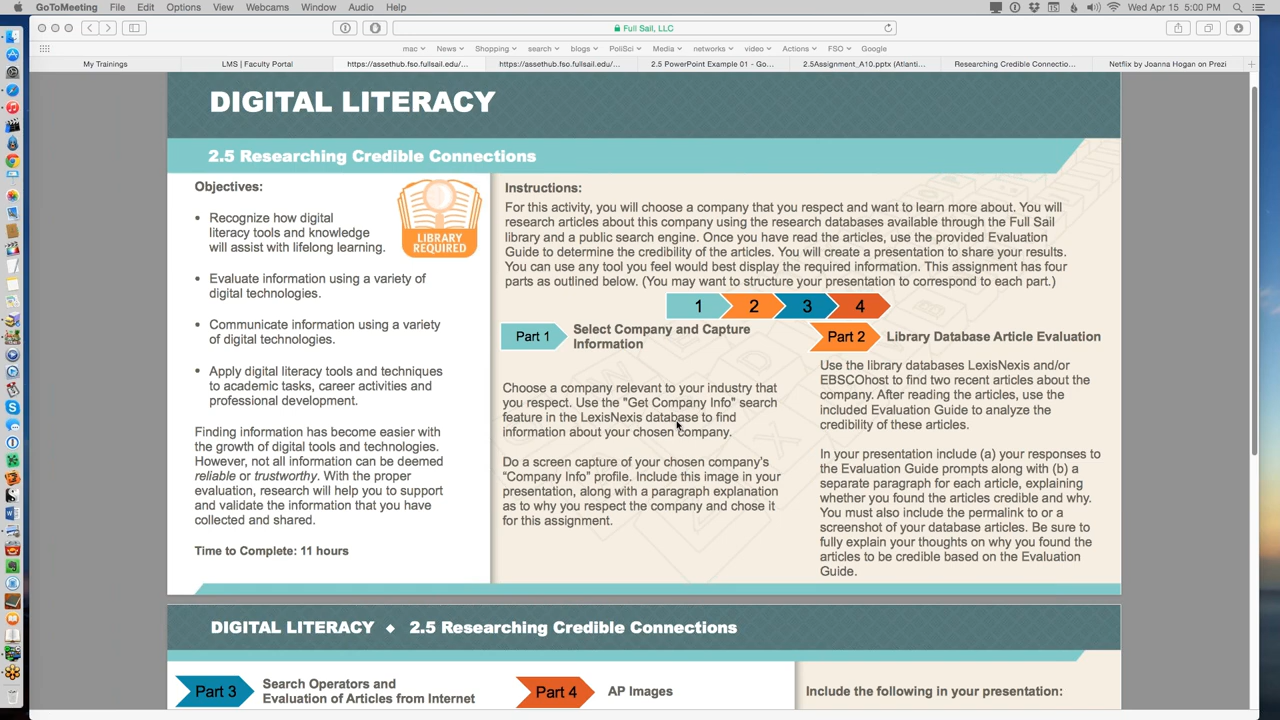 GoToMeeting File Edit Options View Webcams Window Audio Help
Wed Apr 15 5:00 PM
Full Sail, LLC
mac News Shopping search blogs PoliSci Media networks video Actions FSO Google
My Trainings
LMS | Faculty Portal
https://assethub.fso.fullsail.edu/...
https://assethub.fso.fullsail.edu/...
2.5 PowerPoint Example 01 - Go...
2.5Assignment_A10.pptx (Atlanti...
Researching Credible Connectio...
Netflix by Joanna Hogan on Prezi
DIGITAL LITERACY
2.5 Researching Credible Connections
Objectives:
LIBRARY
REQUIRED
• Recognize how digital
literacy tools and knowledge
will assist with lifelong learning.
• Evaluate information using a variety of
digital technologies.
• Communicate information using a variety
of digital technologies.
• Apply digital literacy tools and techniques
to academic tasks, career activities and
professional development.
Finding information has become easier with
the growth of digital tools and technologies.
However, not all information can be deemed
reliable or trustworthy. With the proper
evaluation, research will help you to support
and validate the information that you have
collected and shared.
Time to Complete: 11 hours
Instructions:
For this activity, you will choose a company that you respect and want to learn more about. You will
research articles about this company using the research databases available through the Full Sail
library and a public search engine. Once you have read the articles, use the provided Evaluation
Guide to determine the credibility of the articles. You will create a presentation to share your results.
You can use any tool you feel would best display the required information. This assignment has four
parts as outlined below. (You may want to structure your presentation to correspond to each part.)
1 2 3 4
Part 1
Select Company and Capture
Information
Choose a company relevant to your industry that
you respect. Use the "Get Company Info" search
feature in the LexisNexis database to find
information about your chosen company.
Do a screen capture of your chosen company's
"Company Info" profile. Include this image in your
presentation, along with a paragraph explanation
as to why you respect the company and chose it
for this assignment.
Part 2
Library Database Article Evaluation
Use the library databases LexisNexis and/or
EBSCOhost to find two recent articles about the
company. After reading the articles, use the
included Evaluation Guide to analyze the
credibility of these articles.
In your presentation include (a) your responses to
the Evaluation Guide prompts along with (b) a
separate paragraph for each article, explaining
whether you found the articles credible and why.
You must also include the permalink to or a
screenshot of your database articles. Be sure to
fully explain your thoughts on why you found the
articles to be credible based on the Evaluation
Guide.
DIGITAL LITERACY ◆ 2.5 Researching Credible Connections
Part 3
Search Operators and
Evaluation of Articles from Internet
Part 4
AP Images
Include the following in your presentation: